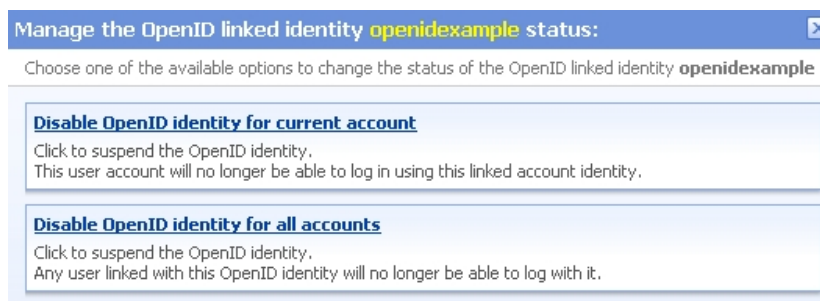 Manage the OpenID linked identity openidexample status:
Choose one of the available options to change the status of the OpenID linked identity openidexample
Disable OpenID identity for current account
Click to suspend the OpenID identity.
This user account will no longer be able to log in using this linked account identity.
Disable OpenID identity for all accounts
Click to suspend the OpenID identity.
Any user linked with this OpenID identity will no longer be able to log with it.